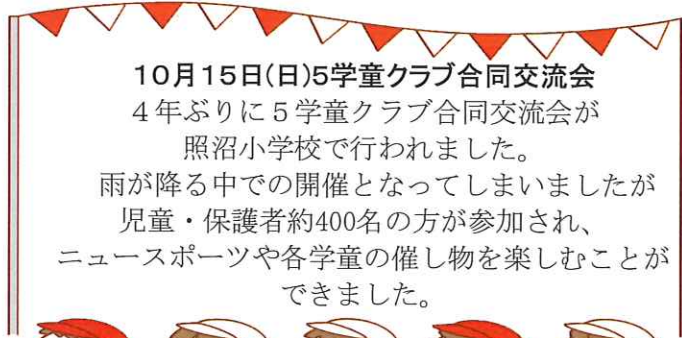 10月15日(日)5学童クラブ合同交流会
４年ぶりに５学童クラブ合同交流会が
照沼小学校で行われました。
雨が降る中での開催となってしまいましたが
児童・保護者約400名の方が参加され、
ニュースポーツや各学童の催し物を楽しむことが
できました。